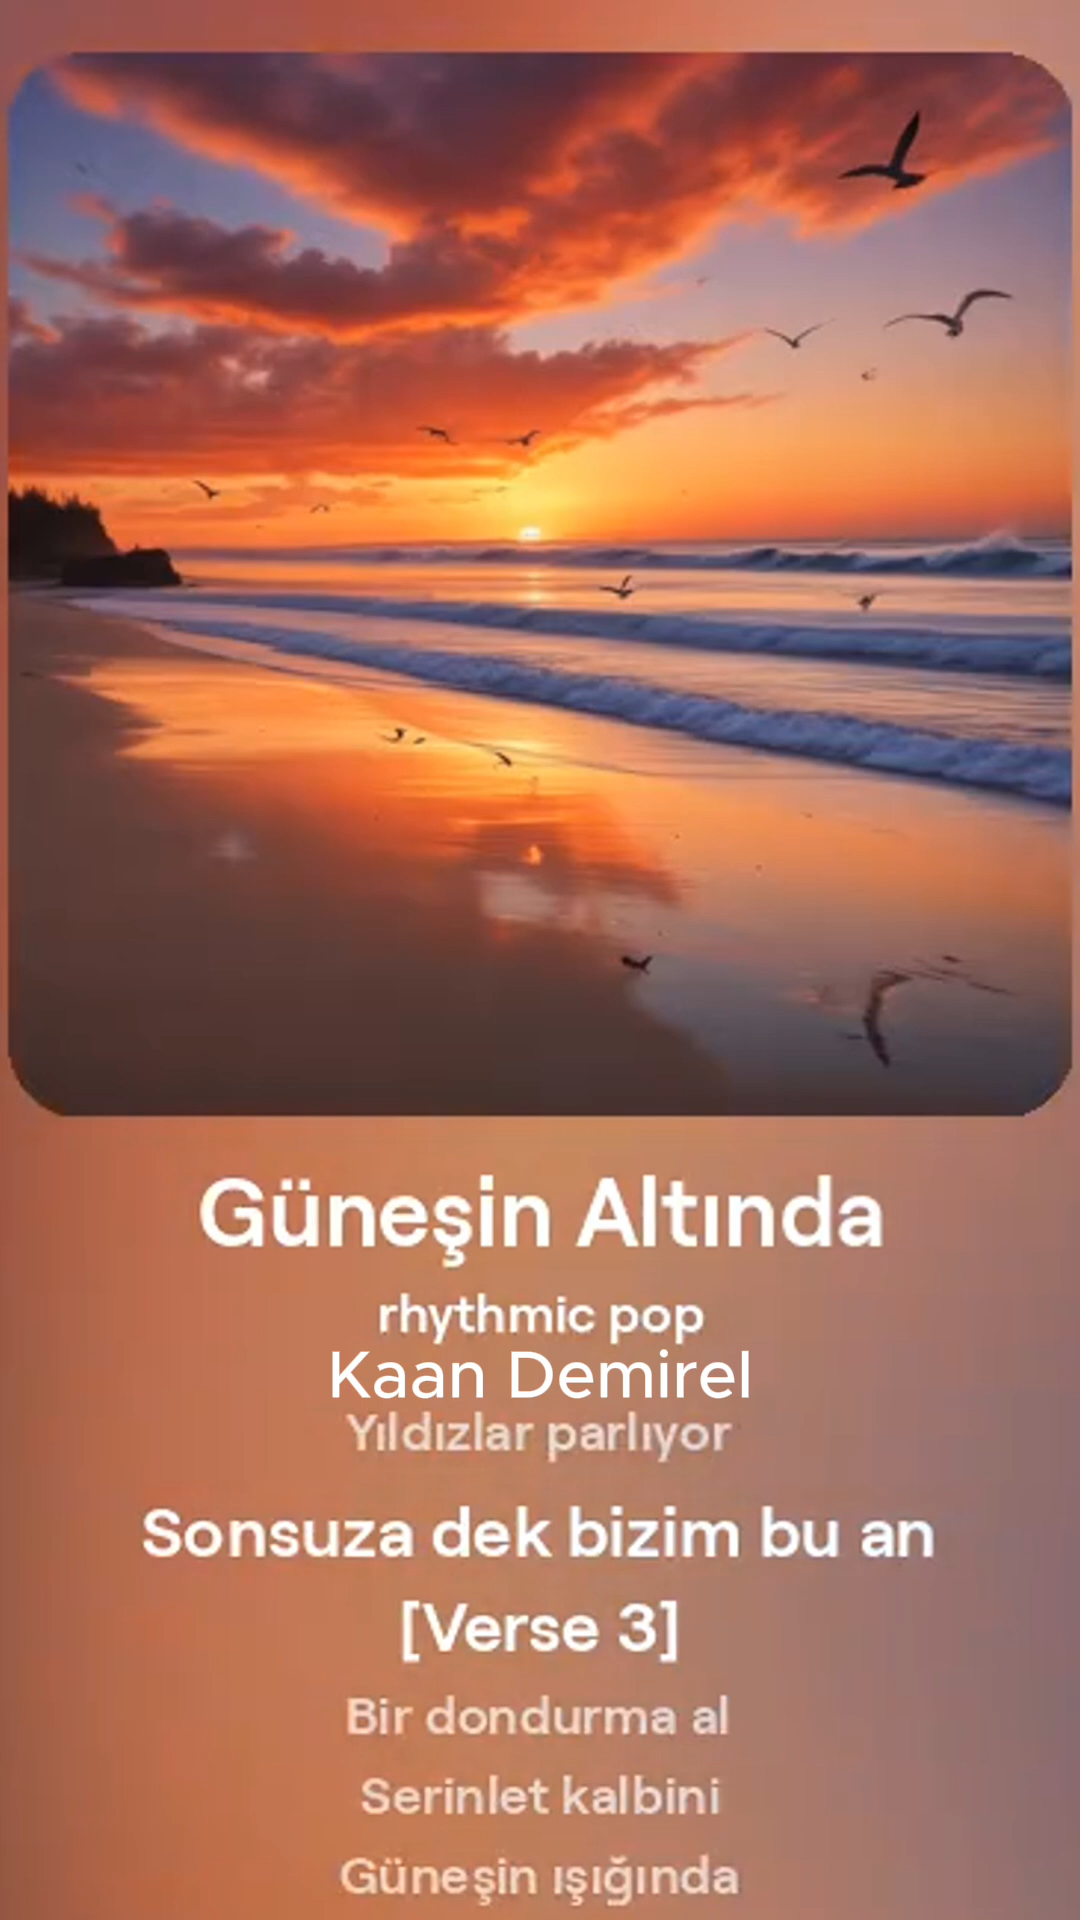 Güneşin Altında
rhythmic pop
Kaan Demirel
Yıldızlar parlıyor
Sonsuza dek bizim bu an
[Verse 3]
Bir dondurma al
Serinlet kalbini
Güneşin ışığında